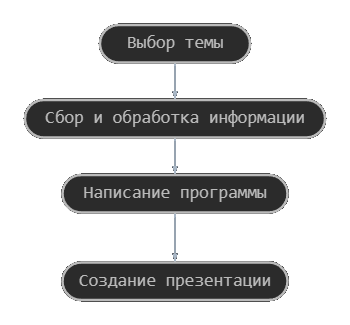 Выбор темы
Сбор и обработка информации
Написание программы
Создание презентации